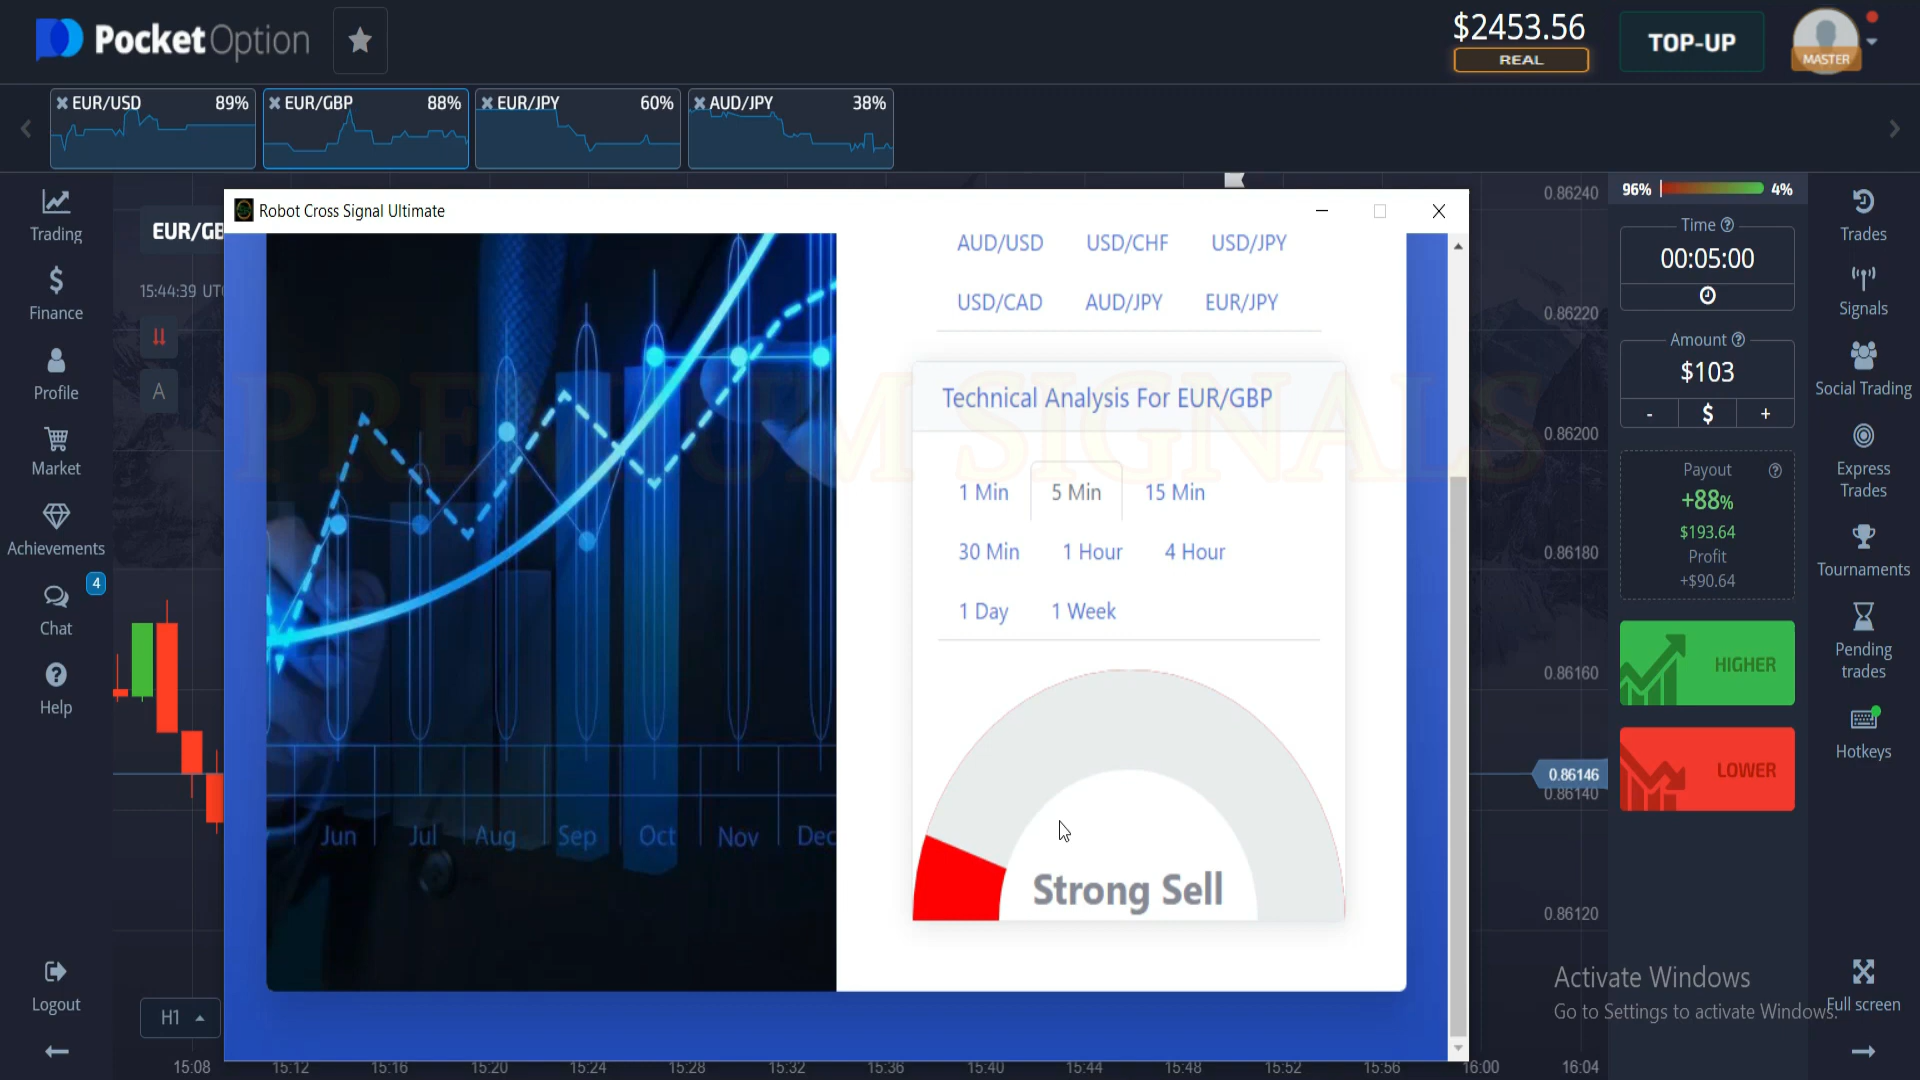 PocketOption
$2453.56
REAL
TOP-UP
MASTER
EUR/USD 89%
EUR/GBP 88%
EUR/JPY 60%
AUD/JPY 38%
Trading
Finance
Profile
Market
Achievements
4
Chat
Help
Logout
EUR/GB
15:44:39 UT
A
H1
Robot Cross Signal Ultimate
AUD/USD USD/CHF USD/JPY
USD/CAD AUD/JPY EUR/JPY
PREMIUM SIGNALS
Technical Analysis For EUR/GBP
1 Min 5 Min 15 Min
30 Min 1 Hour 4 Hour
1 Day 1 Week
Strong Sell
Jun Jul Aug Sep Oct Nov Dec
0.86240
0.86220
0.86200
0.86180
0.86160
0.86146
0.86140
0.86120
15:08 15:12 15:16 15:20 15:24 15:28 15:32 15:36 15:40 15:44 15:48 15:52 15:56 16:00 16:04
96% 4%
Time
00:05:00
Amount
$103
- $ +
Payout
+88%
$193.64
Profit
+$90.64
HIGHER
LOWER
Trades
Signals
Social Trading
Express
Trades
Tournaments
Pending
trades
Hotkeys
Full screen
Activate Windows
Go to Settings to activate Windows.